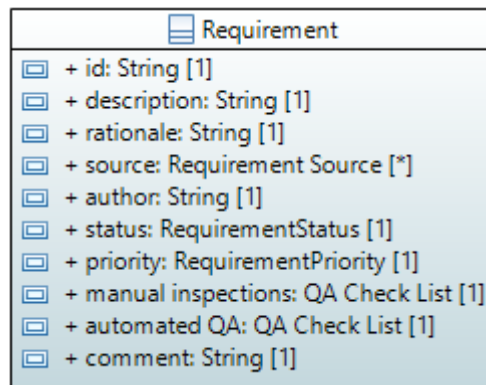 Requirement
+ id: String [1]
+ description: String [1]
+ rationale: String [1]
+ source: Requirement Source [*]
+ author: String [1]
+ status: RequirementStatus [1]
+ priority: RequirementPriority [1]
+ manual inspections: QA Check List [1]
+ automated QA: QA Check List [1]
+ comment: String [1]